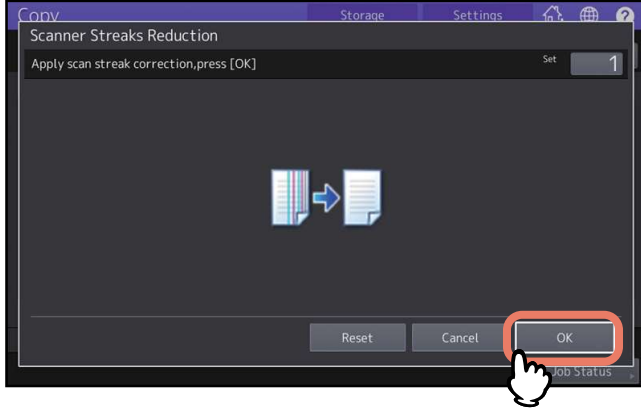 Copy
Storage
Settings
Scanner Streaks Reduction
Apply scan streak correction,press [OK]
Set
1
Reset
Cancel
OK
Job Status